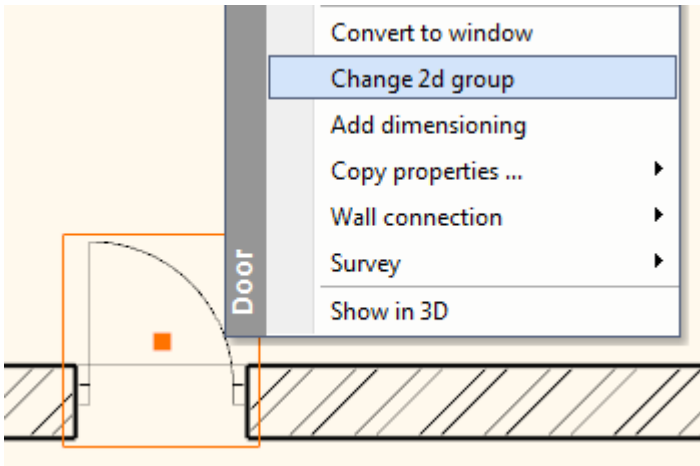 Convert to window
Change 2d group
Add dimensioning
Copy properties ...
Wall connection
Survey
Show in 3D
Door